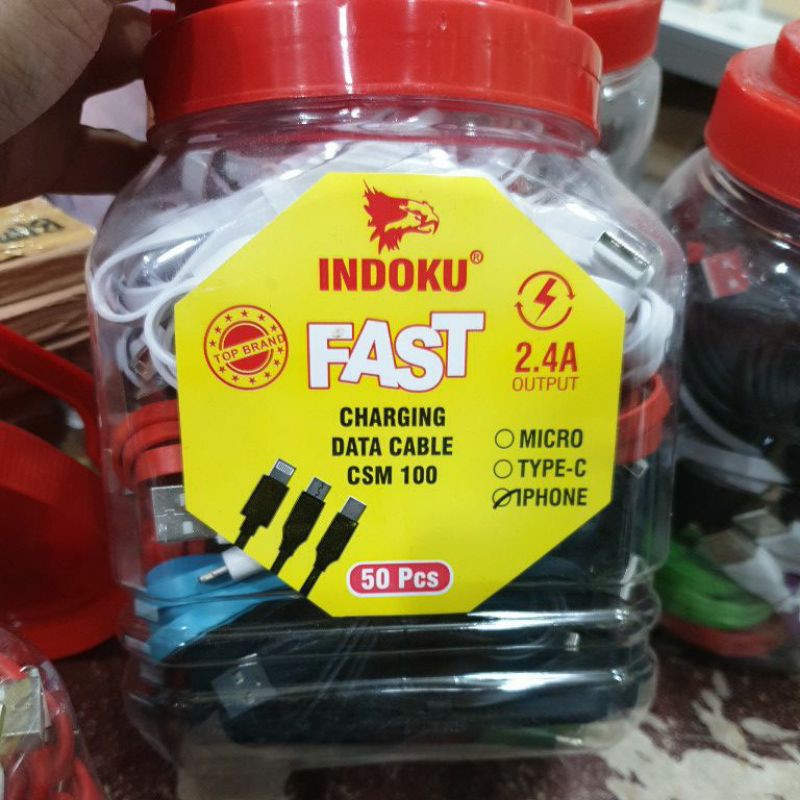 INDOKU®
TOP BRAND
FAST
2.4A
OUTPUT
CHARGING
DATA CABLE
CSM 100
MICRO
TYPE-C
IPHONE
50 Pcs